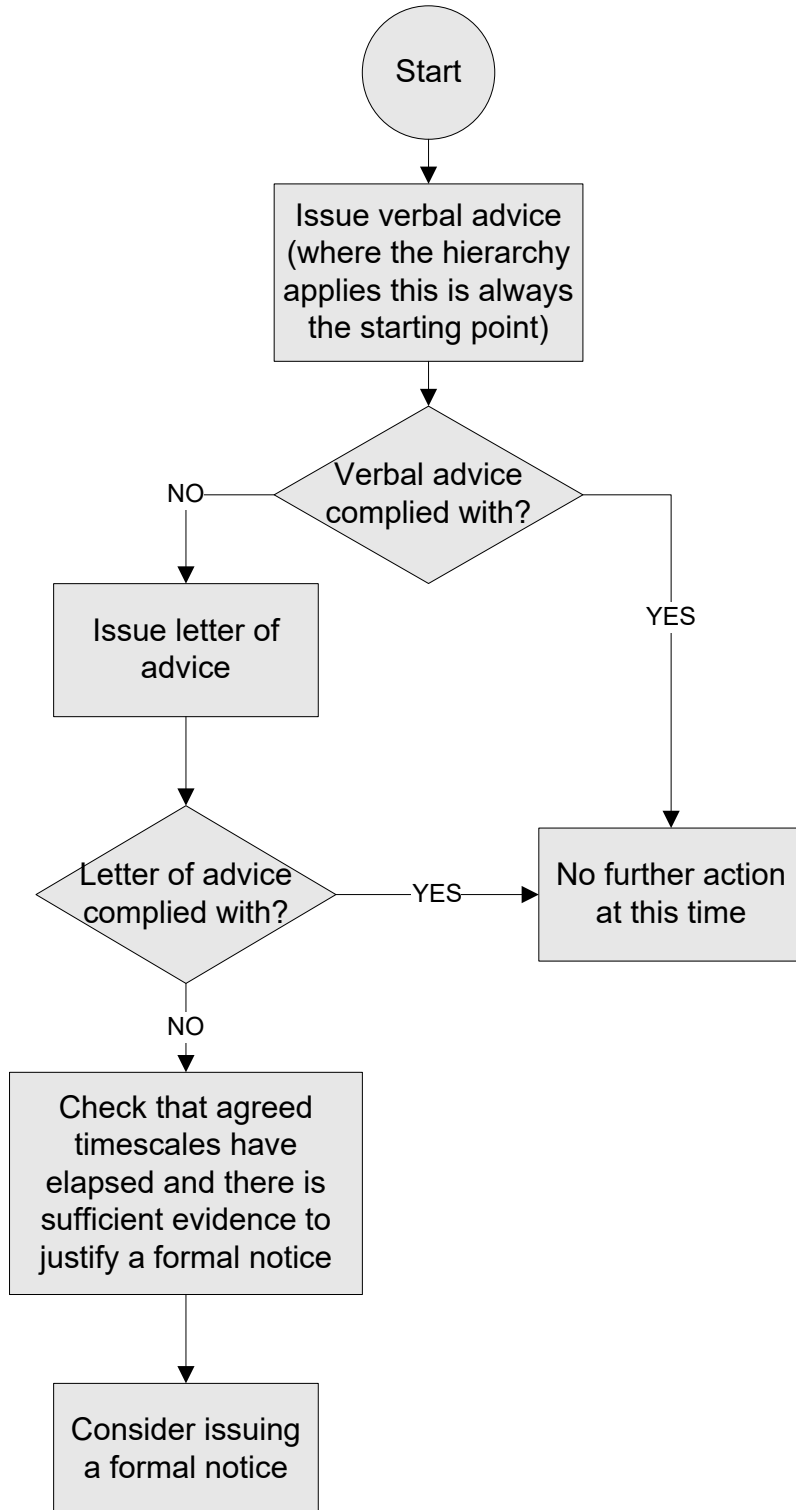 Start
Issue verbal advice
(where the hierarchy
applies this is always
the starting point)
Verbal advice
complied with?
NO
YES
Issue letter of
advice
Letter of advice
complied with?
YES
No further action
at this time
NO
Check that agreed
timescales have
elapsed and there is
sufficient evidence to
justify a formal notice
Consider issuing
a formal notice